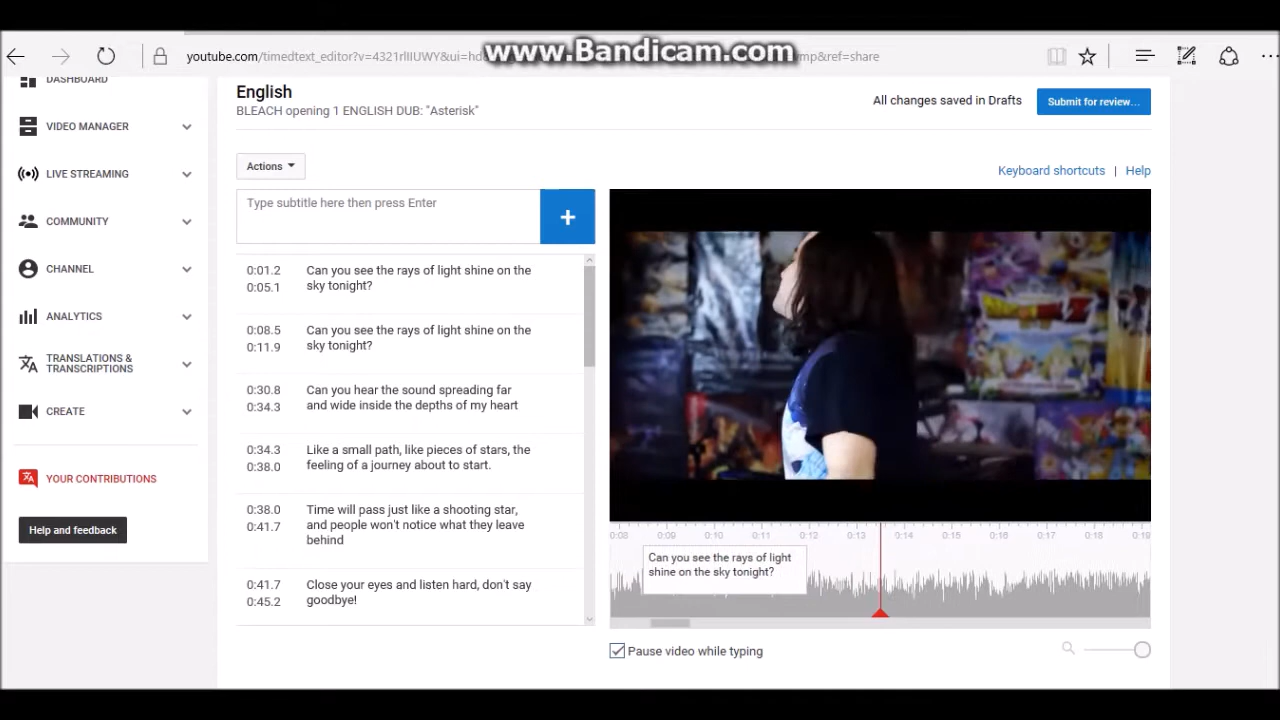 www.Bandicam.com
youtube.com/timedtext_editor?v=4321rlIIUWY&ui=hd mp&ref=share
DASHBOARD
VIDEO MANAGER
LIVE STREAMING
COMMUNITY
CHANNEL
ANALYTICS
TRANSLATIONS &
TRANSCRIPTIONS
CREATE
YOUR CONTRIBUTIONS
Help and feedback
English
BLEACH opening 1 ENGLISH DUB: "Asterisk"
All changes saved in Drafts
Submit for review...
Actions
Keyboard shortcuts | Help
Type subtitle here then press Enter
+
0:01.2 Can you see the rays of light shine on the
0:05.1 sky tonight?
0:08.5 Can you see the rays of light shine on the
0:11.9 sky tonight?
0:30.8 Can you hear the sound spreading far
0:34.3 and wide inside the depths of my heart
0:34.3 Like a small path, like pieces of stars, the
0:38.0 feeling of a journey about to start.
0:38.0 Time will pass just like a shooting star,
0:41.7 and people won't notice what they leave
behind
0:41.7 Close your eyes and listen hard, don't say
0:45.2 goodbye!
0:08 0:09 0:10 0:11 0:12 0:13 0:14 0:15 0:16 0:17 0:18 0:19
Can you see the rays of light
shine on the sky tonight?
Pause video while typing